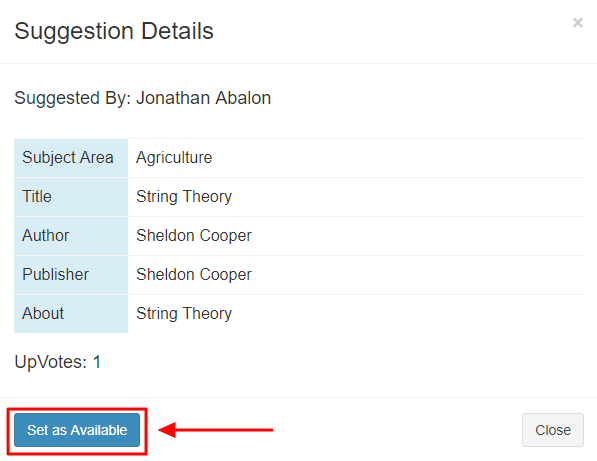 Suggestion Details ×
Suggested By: Jonathan Abalon
Subject Area Agriculture
Title String Theory
Author Sheldon Cooper
Publisher Sheldon Cooper
About String Theory
UpVotes: 1
Set as Available Close